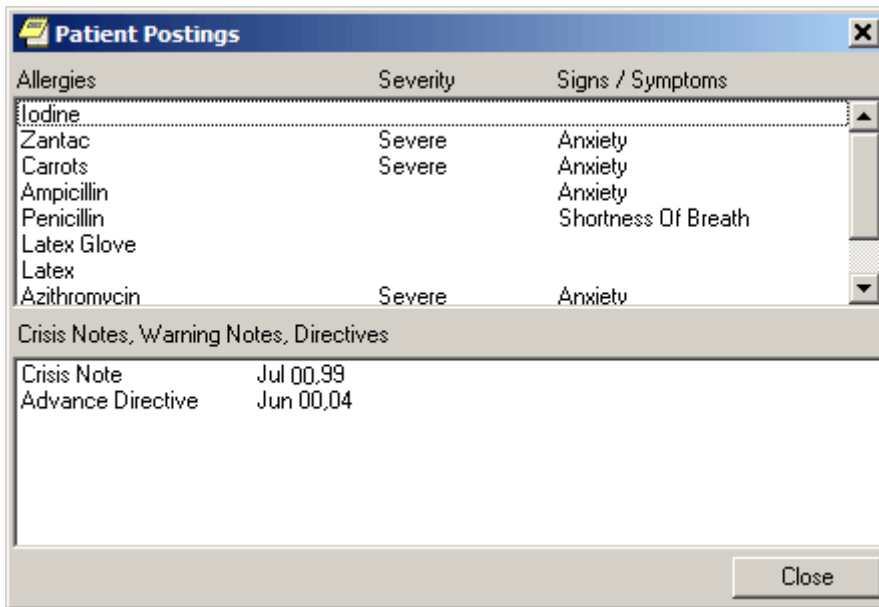 Patient Postings
Allergies Severity Signs / Symptoms
Iodine
Zantac Severe Anxiety
Carrots Severe Anxiety
Ampicillin Anxiety
Penicillin Shortness Of Breath
Latex Glove
Latex
Azithromycin Severe Anxiety
Crisis Notes, Warning Notes, Directives
Crisis Note Jul 00,99
Advance Directive Jun 00,04
Close